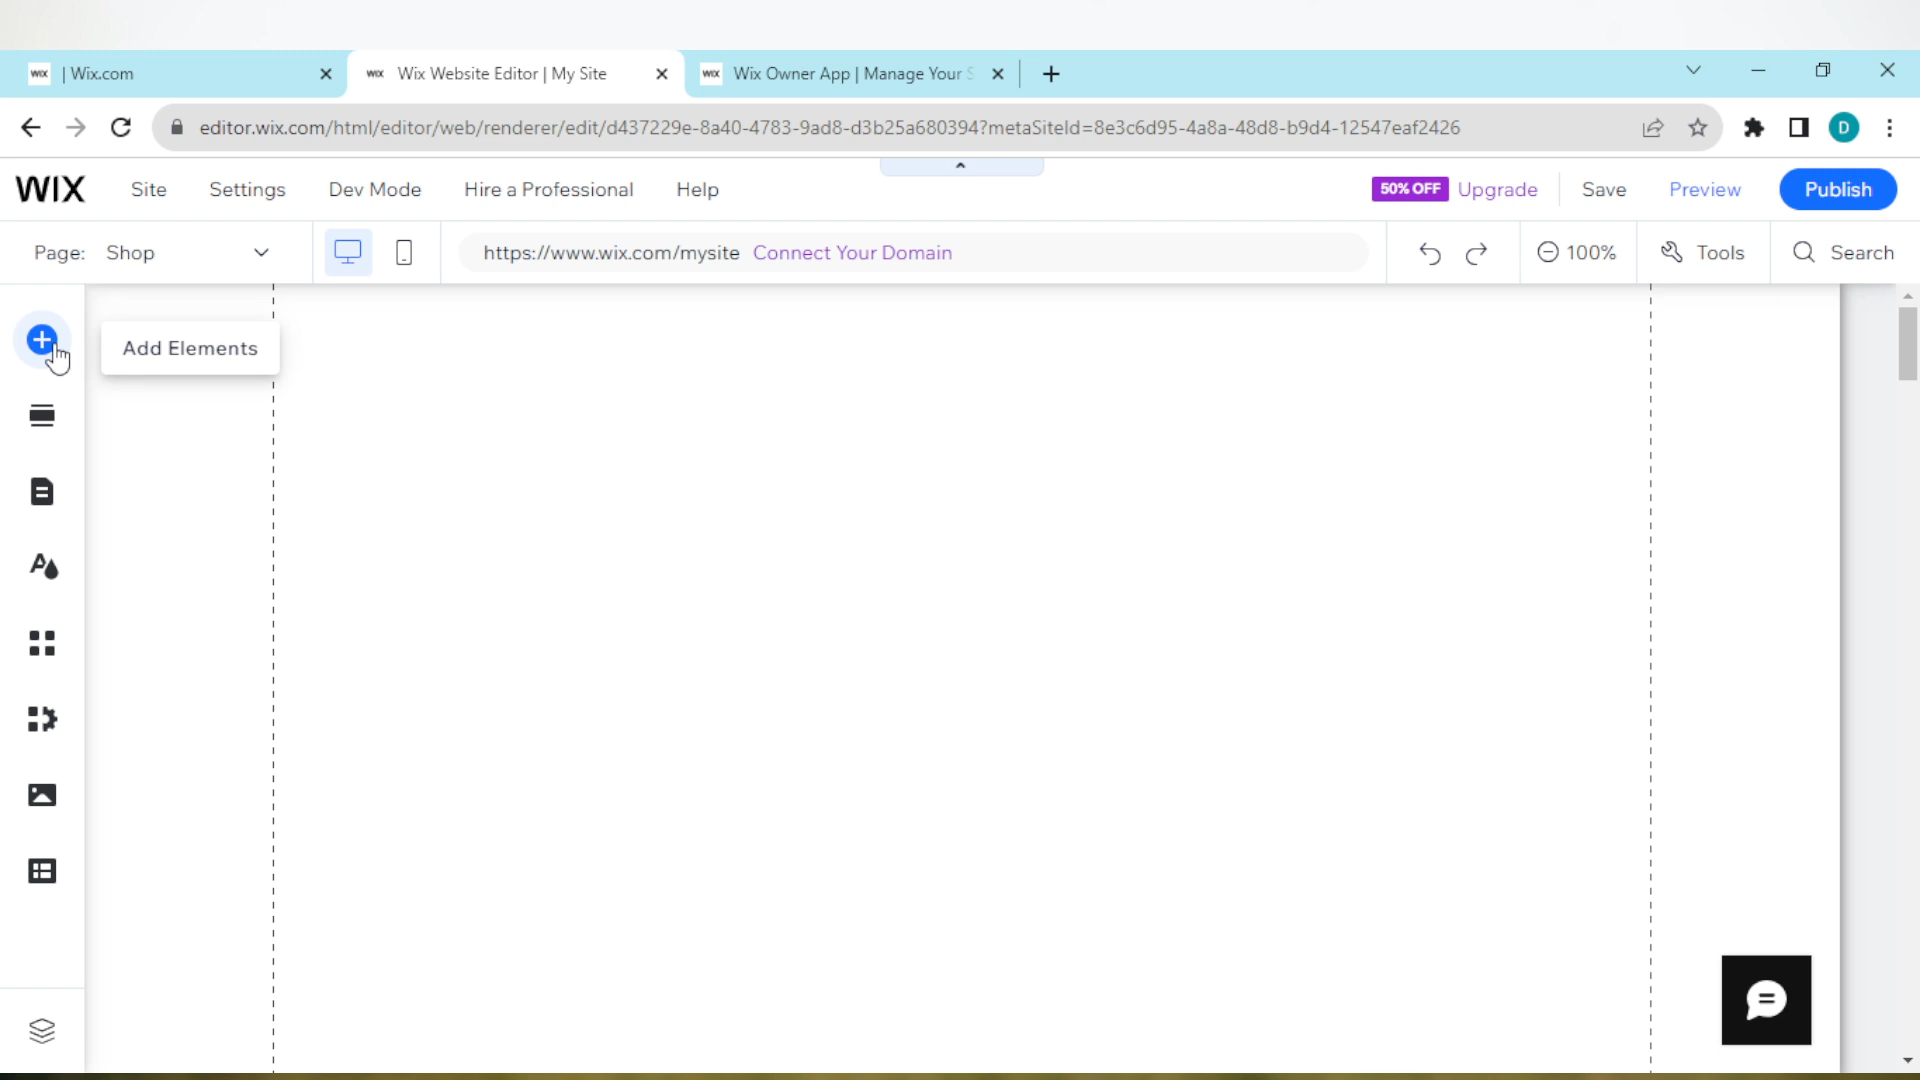 WIX | Wix.com
WIX Wix Website Editor | My Site
WIX Wix Owner App | Manage Your S
editor.wix.com/html/editor/web/renderer/edit/d437229e-8a40-4783-9ad8-d3b25a680394?metaSiteId=8e3c6d95-4a8a-48d8-b9d4-12547eaf2426
D
WIX Site Settings Dev Mode Hire a Professional Help 50% OFF Upgrade Save Preview Publish
Page: Shop https://www.wix.com/mysite Connect Your Domain 100% Tools Search
Add Elements